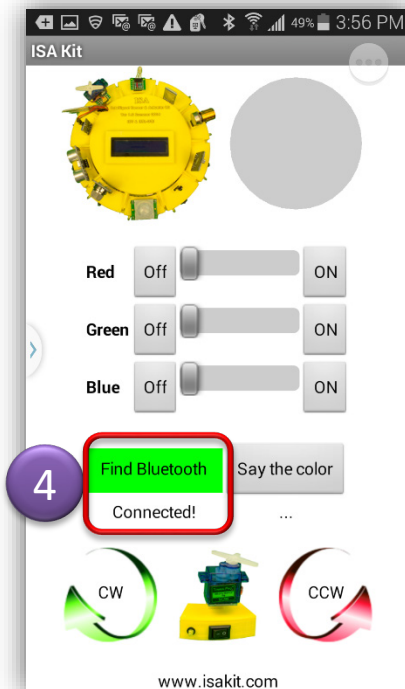 49% 3:56 PM
ISA Kit
ISA
Red Off ON
Green Off ON
Blue Off ON
4
Find Bluetooth Say the color
Connected! ...
CW CCW
www.isakit.com